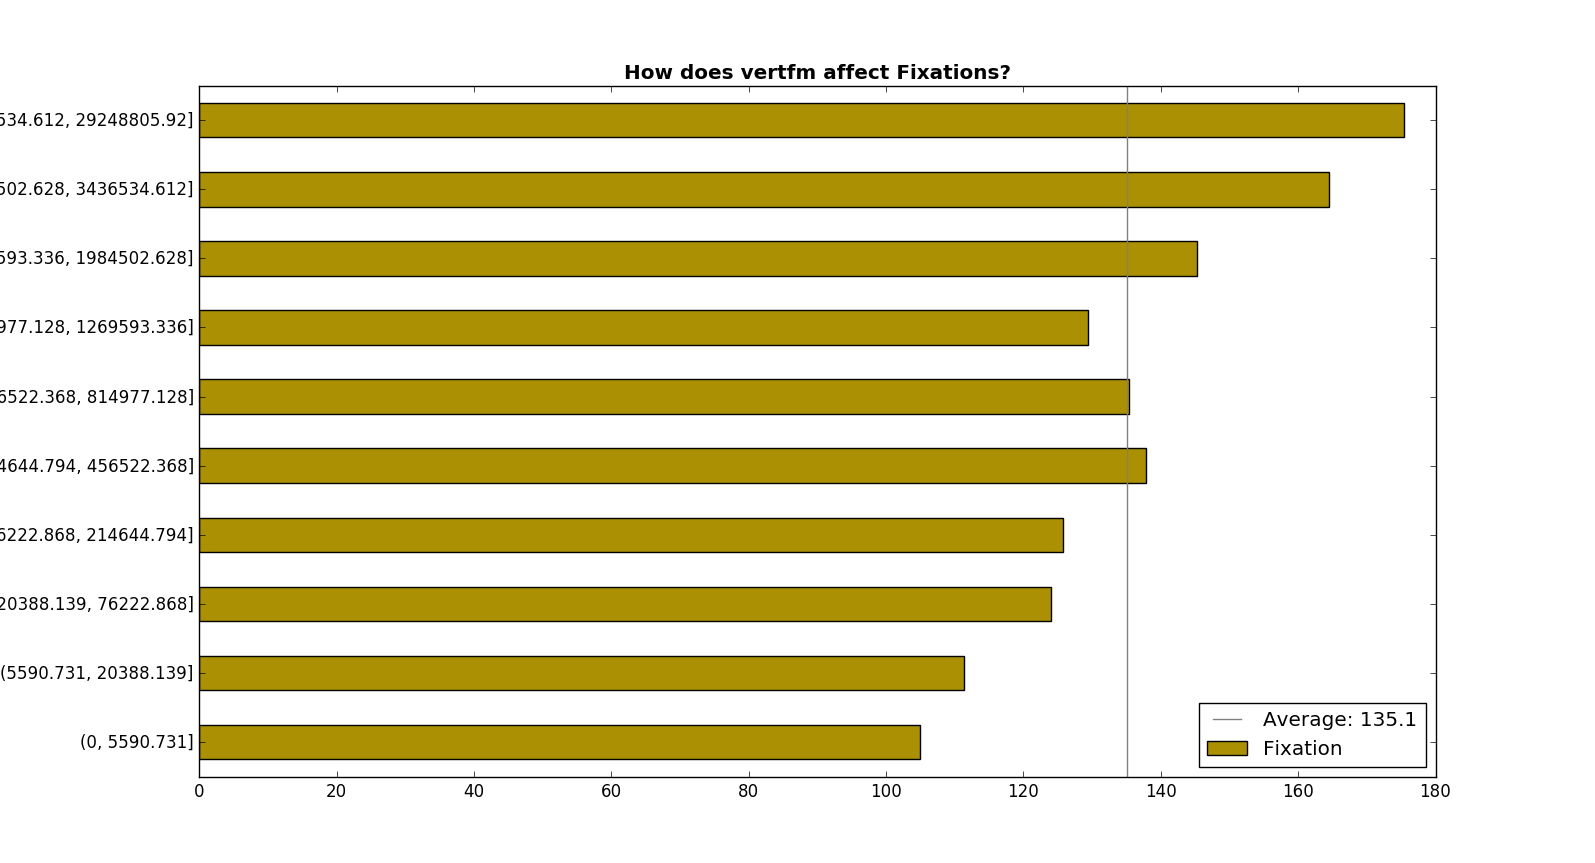 How does vertfm affect Fixations?
534.612, 29248805.92]
502.628, 3436534.612]
593.336, 1984502.628]
977.128, 1269593.336]
6522.368, 814977.128]
4644.794, 456522.368]
6222.868, 214644.794]
20388.139, 76222.868]
(5590.731, 20388.139]
(0, 5590.731]
Average: 135.1
Fixation
0 20 40 60 80 100 120 140 160 180